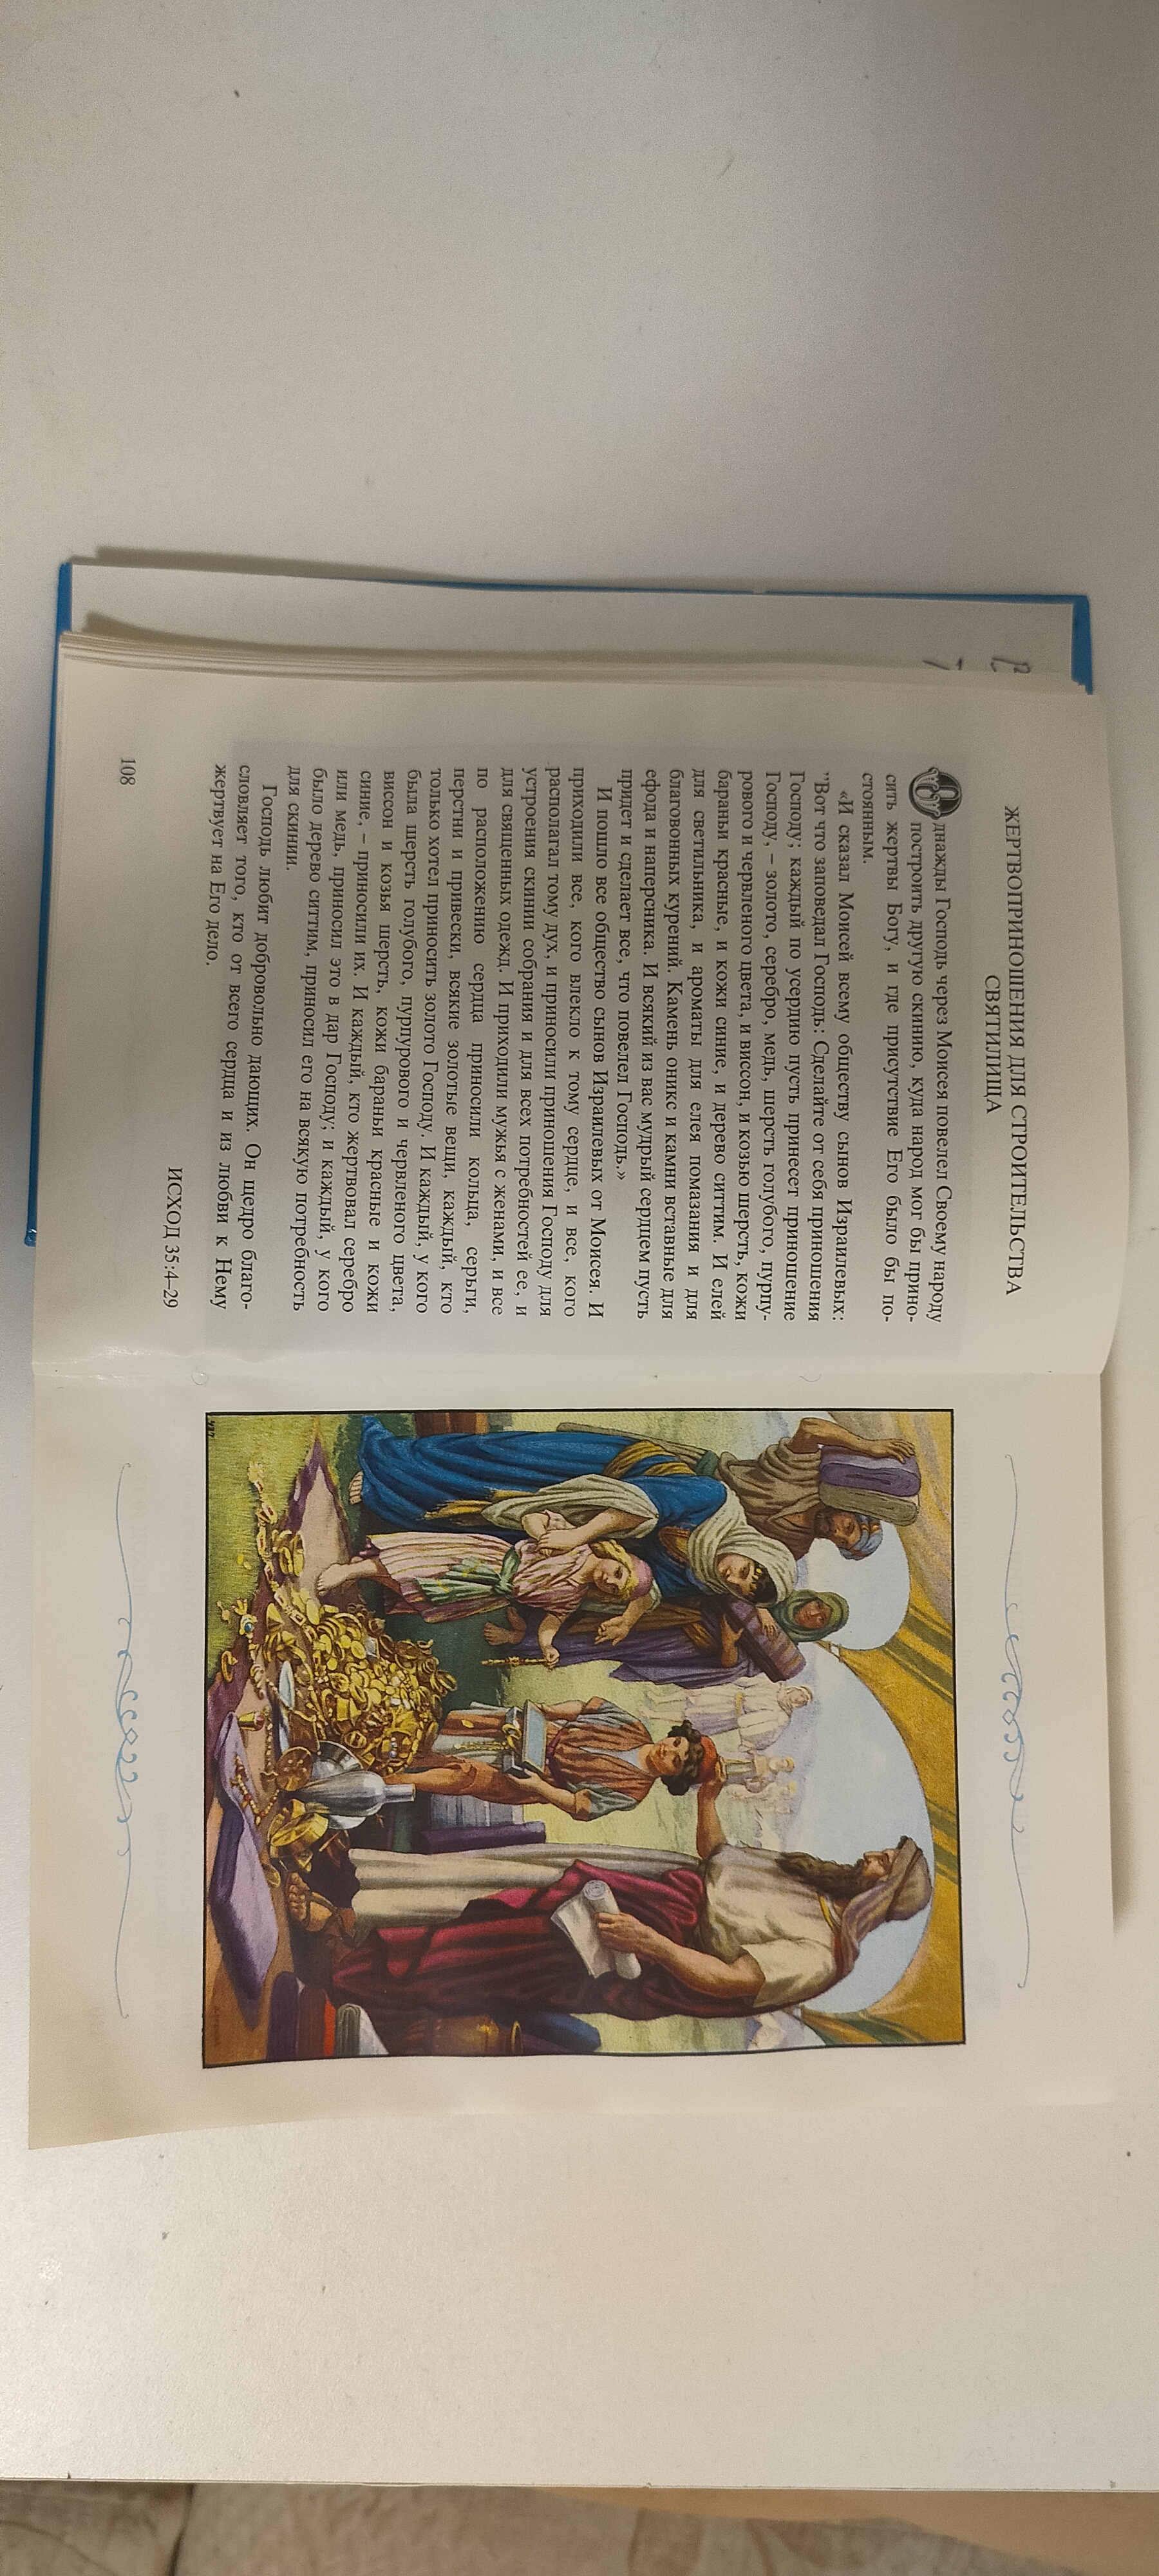 ЖЕРТВОПРИНОШЕНИЯ ДЛЯ СТРОИТЕЛЬСТВА
СВЯТИЛИЩА
Однажды Господь через Моисея повелел Своему народу
построить другую скинию, куда народ мог бы прино-
сить жертвы Богу, и где присутствие Его было бы по-
стоянным.
«И сказал Моисей всему обществу сынов Израилевых:
"Вот что заповедал Господь: Сделайте от себя приношения
Господу; каждый по усердию пусть принесет приношение
Господу, – золото, серебро, медь, шерсть голубого, пурпу-
рового и червленого цвета, и виссон, и козью шерсть, кожи
бараньи красные, и кожи синие, и дерево ситтим. И елей
для светильника, и ароматы для елея помазания и для
благовонных курений. Камень оникс и камни вставные для
ефода и наперсника. И всякий из вас мудрый сердцем пусть
придет и сделает все, что повелел Господь.»
И пошло все общество сынов Израилевых от Моисея. И
приходили все, кого влекло к тому сердце, и все, кого
располагал тому дух, и приносили приношения Господу для
устроения скинии собрания и для всех потребностей ее, и
для священных одежд. И приходили мужья с женами, и все
по расположению сердца приносили кольца, серьги,
перстни и привески, всякие золотые вещи, каждый, кто
только хотел приносить золото Господу. И каждый, у кого
была шерсть голубого, пурпурового и червленого цвета,
виссон и козья шерсть, кожи бараньи красные и кожи
синие, – приносили их. И каждый, кто жертвовал серебро
или медь, приносил это в дар Господу; и каждый, у кого
было дерево ситтим, приносил его на всякую потребность
для скинии.
Господь любит добровольно дающих. Он щедро благо-
словляет того, кто от всего сердца и из любви к Нему
жертвует на Его дело.
ИСХОД 35:4–29
108